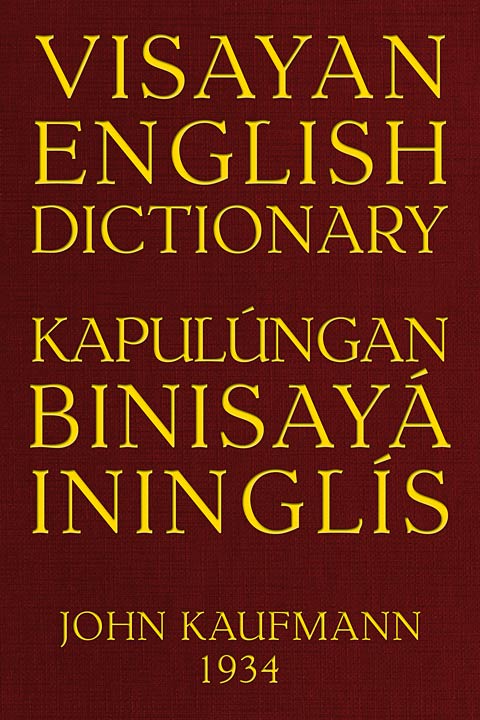 VISAYAN
ENGLISH
DICTIONARY
KAPULÚNGAN
BINISAYÁ
ININGLÍS
JOHN KAUFMANN
1934